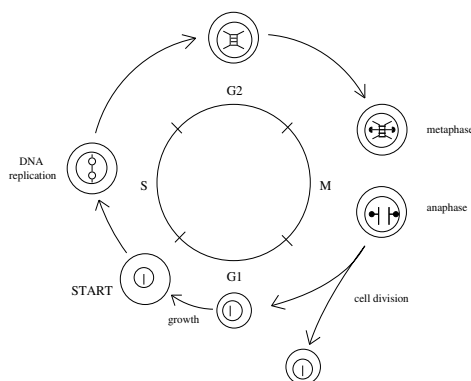 G2
metaphase
DNA
replication
S
M
anaphase
G1
START
cell division
growth